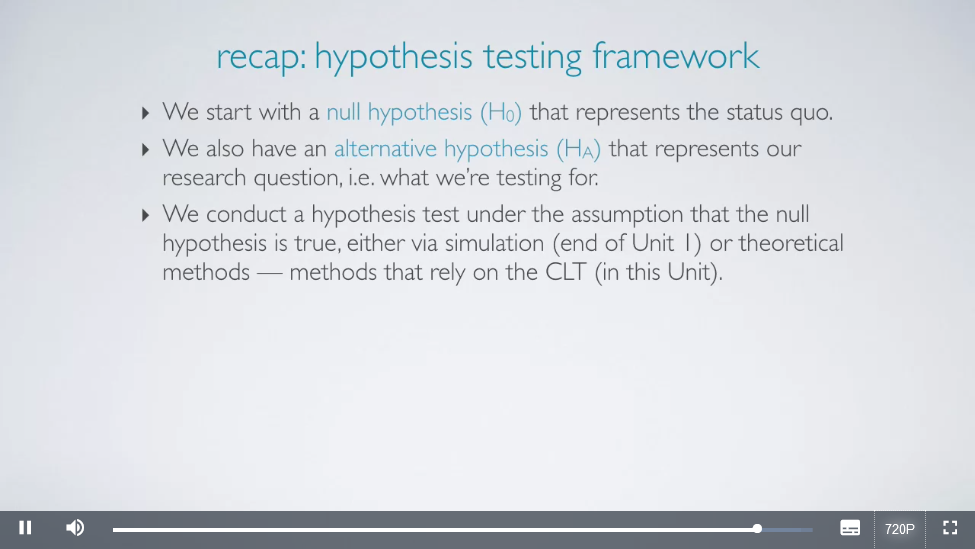 recap: hypothesis testing framework
▸ We start with a null hypothesis (H0) that represents the status quo.
▸ We also have an alternative hypothesis (HA) that represents our
research question, i.e. what we're testing for.
▸ We conduct a hypothesis test under the assumption that the null
hypothesis is true, either via simulation (end of Unit 1) or theoretical
methods — methods that rely on the CLT (in this Unit).
720P